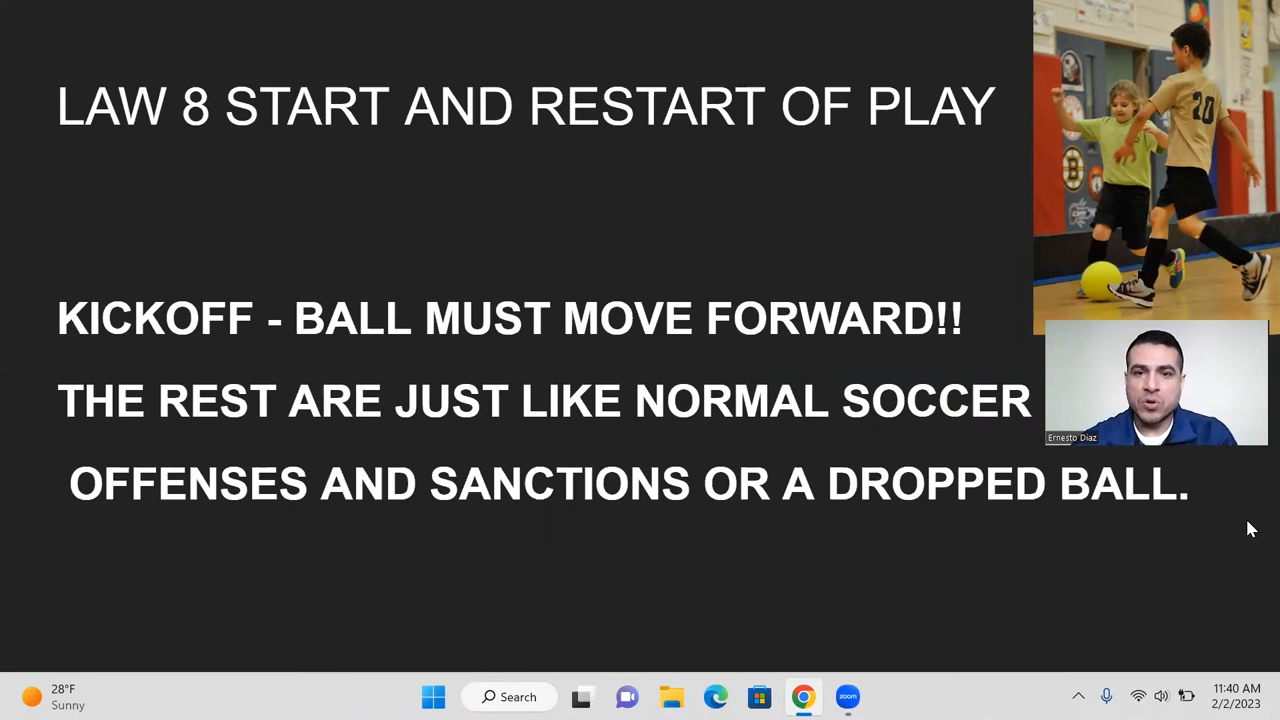 LAW 8 START AND RESTART OF PLAY
20
B
KICKOFF - BALL MUST MOVE FORWARD!!
THE REST ARE JUST LIKE NORMAL SOCCER
Ernesto Diaz
OFFENSES AND SANCTIONS OR A DROPPED BALL.
28°F
Sunny
Search
zoom
11:40 AM
2/2/2023